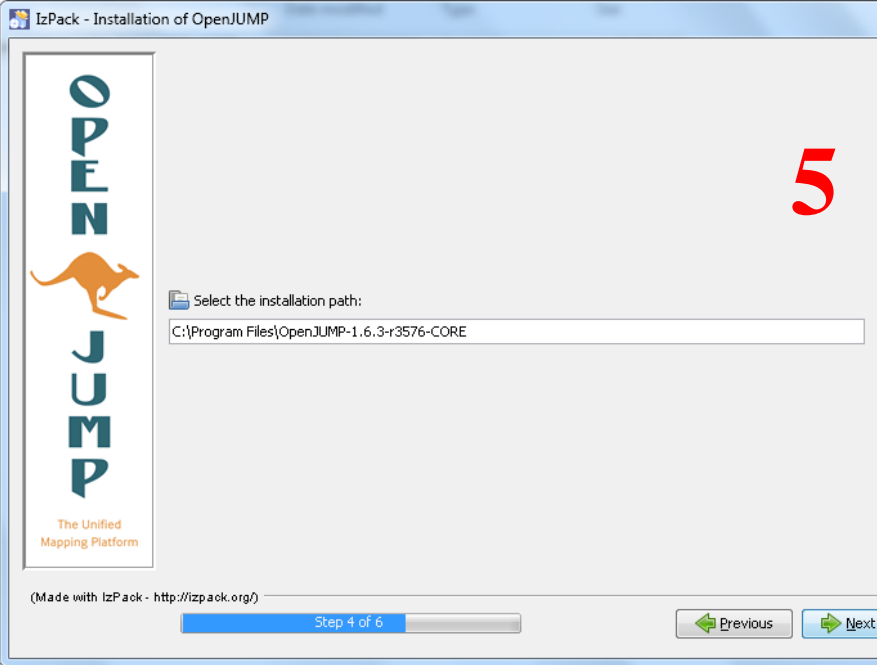 IzPack - Installation of OpenJUMP
OPEN
JUMP
The Unified
Mapping Platform
5
Select the installation path:
C:\Program Files\OpenJUMP-1.6.3-r3576-CORE
(Made with IzPack - http://izpack.org/)
Step 4 of 6
Previous
Next